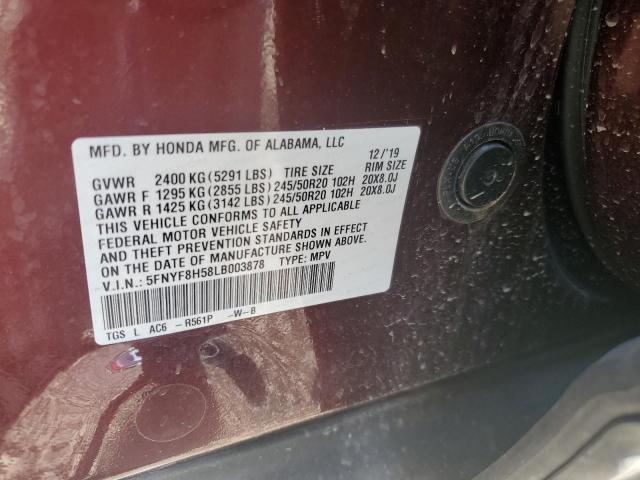 MFD. BY HONDA MFG. OF ALABAMA, LLC
12/'19
GVWR 2400 KG (5291 LBS) TIRE SIZE RIM SIZE
GAWR F 1295 KG (2855 LBS) 245/50R20 102H 20X8.0J
GAWR R 1425 KG (3142 LBS) 245/50R20 102H 20X8.0J
THIS VEHICLE CONFORMS TO ALL APPLICABLE
FEDERAL MOTOR VEHICLE SAFETY
AND THEFT PREVENTION STANDARDS IN EFFECT
ON THE DATE OF MANUFACTURE SHOWN ABOVE.
V.I.N.: 5FNYF8H58LB003878 TYPE: MPV
TGS L AC6 -R561P -W-B